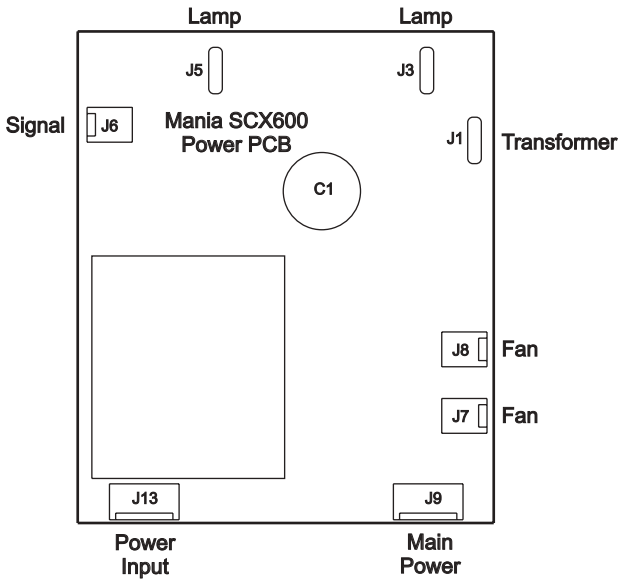 Lamp
Lamp
J5
J3
Signal
J6
Mania SCX600
Power PCB
J1
Transformer
C1
J8
Fan
J7
Fan
J13
J9
Power
Input
Main
Power